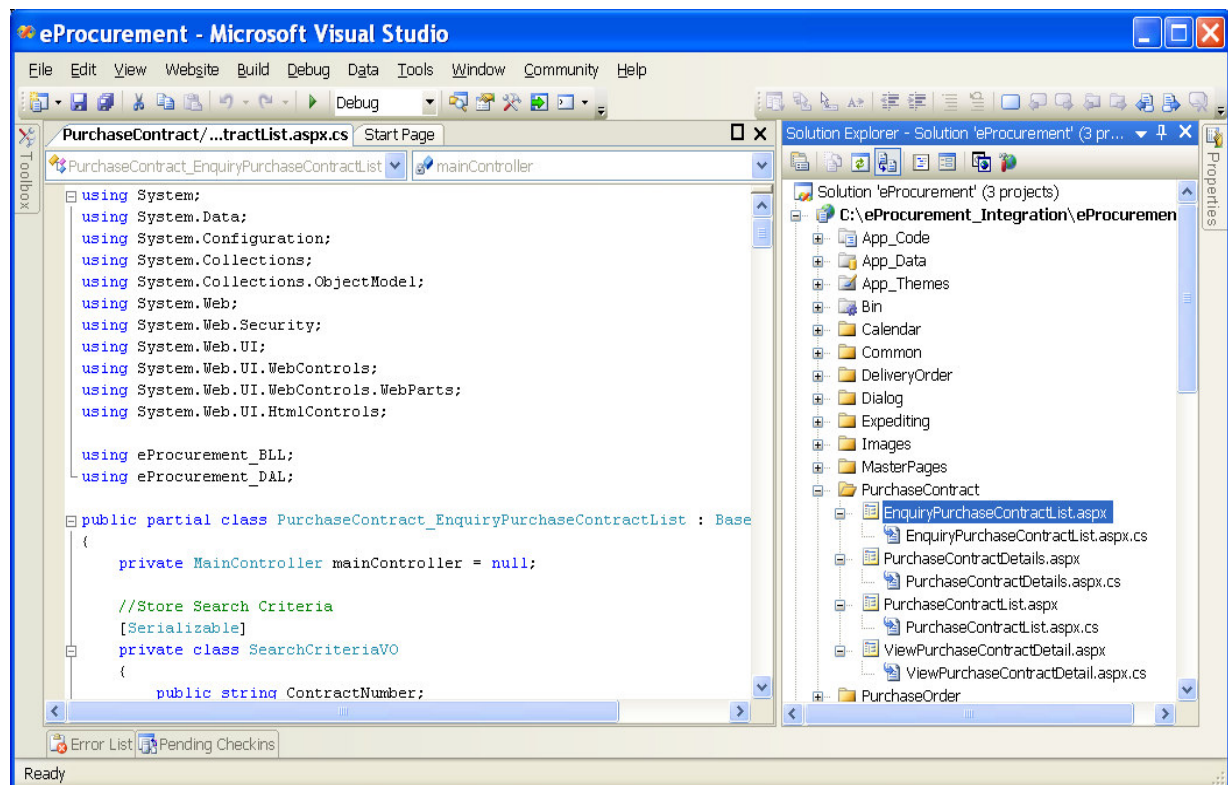 eProcurement - Microsoft Visual Studio
File Edit View Website Build Debug Data Tools Window Community Help
Debug
PurchaseContract/...tractList.aspx.cs Start Page
PurchaseContract_EnquiryPurchaseContractList mainController
Toolbox
using System;
using System.Data;
using System.Configuration;
using System.Collections;
using System.Collections.ObjectModel;
using System.Web;
using System.Web.Security;
using System.Web.UI;
using System.Web.UI.WebControls;
using System.Web.UI.WebControls.WebParts;
using System.Web.UI.HtmlControls;
using eProcurement_BLL;
using eProcurement_DAL;
public partial class PurchaseContract_EnquiryPurchaseContractList : Base
{
private MainController mainController = null;
//Store Search Criteria
[Serializable]
private class SearchCriteriaVO
{
public string ContractNumber;
Solution Explorer - Solution 'eProcurement' (3 pr...
Solution 'eProcurement' (3 projects)
C:\eProcurement_Integration\eProcuremen
App_Code
App_Data
App_Themes
Bin
Calendar
Common
DeliveryOrder
Dialog
Expediting
Images
MasterPages
PurchaseContract
EnquiryPurchaseContractList.aspx
EnquiryPurchaseContractList.aspx.cs
PurchaseContractDetails.aspx
PurchaseContractDetails.aspx.cs
PurchaseContractList.aspx
PurchaseContractList.aspx.cs
ViewPurchaseContractDetail.aspx
ViewPurchaseContractDetail.aspx.cs
PurchaseOrder
Properties
Error List Pending Checkins
Ready